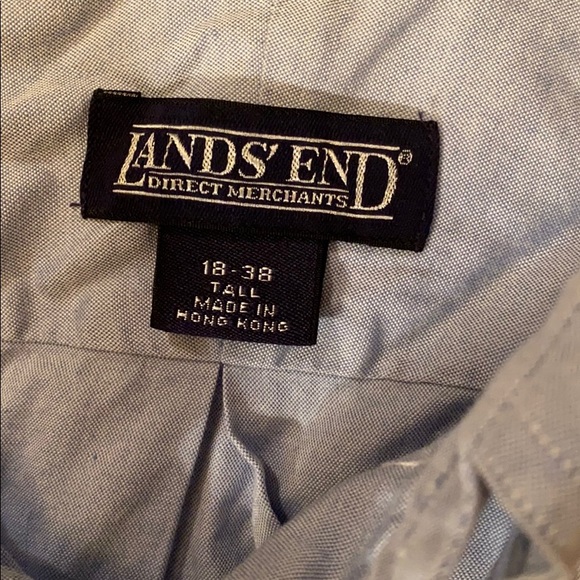 LANDS' END®
DIRECT MERCHANTS
18-38
TALL
MADE IN
HONG KONG